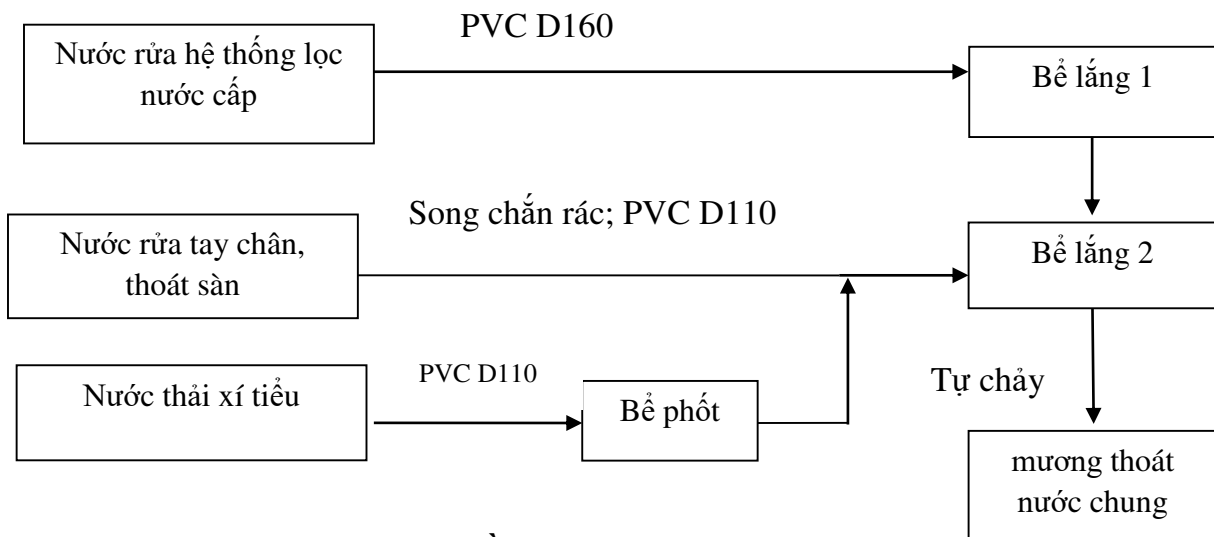 PVC D160
Nước rửa hệ thống lọc
nước cấp
Bể lắng 1
Song chắn rác; PVC D110
Nước rửa tay chân,
thoát sàn
Bể lắng 2
Nước thải xí tiểu
PVC D110
Bể phốt
Tự chảy
mương thoát
nước chung